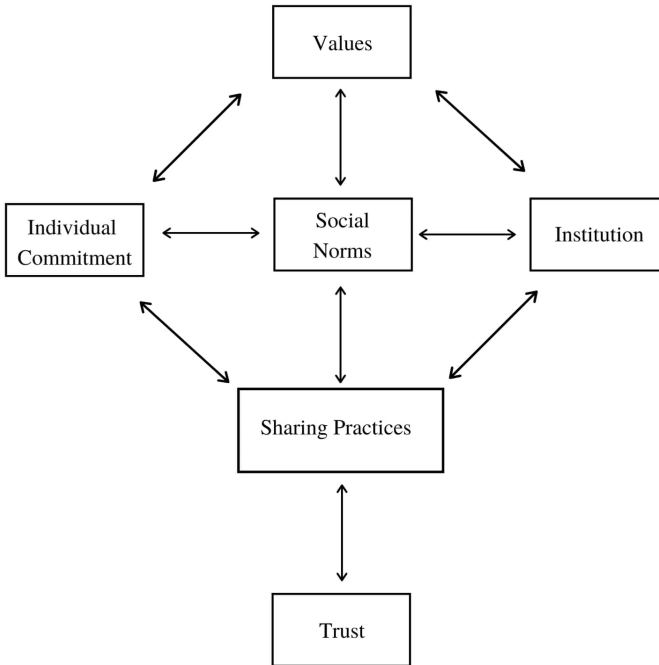 Values
Individual
Commitment
Social
Norms
Institution
Sharing Practices
Trust